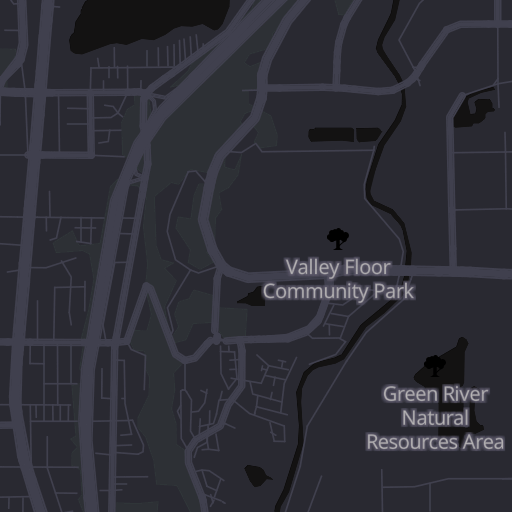 Valley Floor
Community Park
Green River
Natural
Resources Area